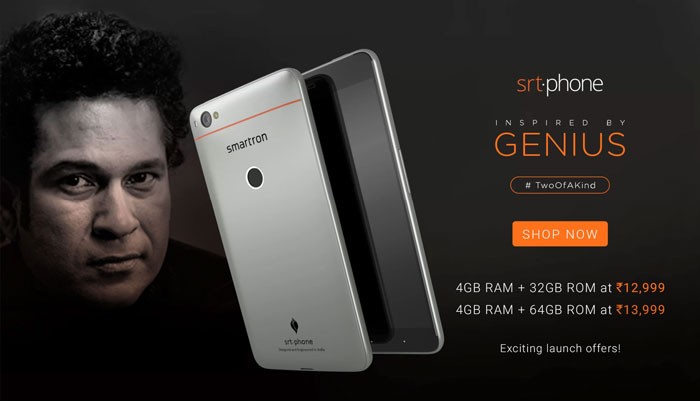 smartron
srt·phone
srt·phone
INSPIRED BY
GENIUS
# TwoOfAKind
SHOP NOW
4GB RAM + 32GB ROM at ₹12,999
4GB RAM + 64GB ROM at ₹13,999
Exciting launch offers!